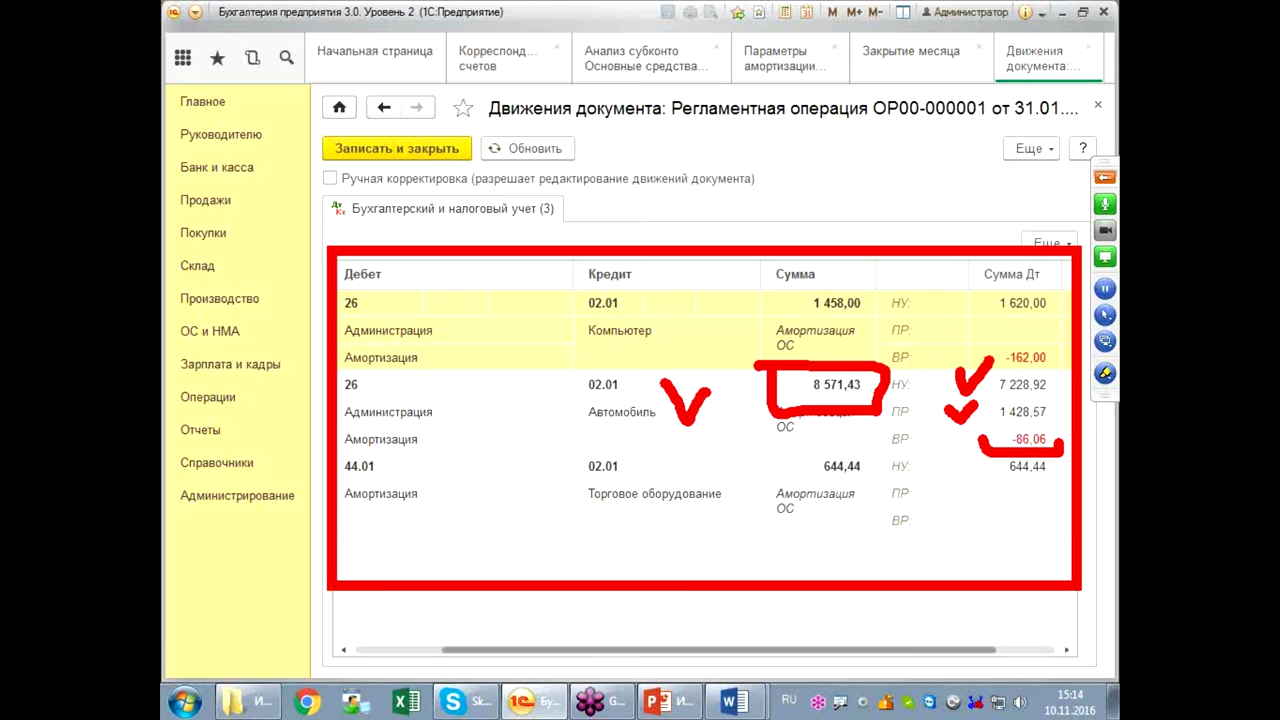 Бухгалтерия предприятия 3.0. Уровень 2 (1С:Предприятие)
M M+ M- Администратор
Начальная страница
Корреспонд...
счетов
Анализ субконто
Основные средства...
Параметры
амортизации...
Закрытие месяца
Движения
документа:...
Главное
Руководителю
Банк и касса
Продажи
Покупки
Склад
Производство
ОС и НМА
Зарплата и кадры
Операции
Отчеты
Справочники
Администрирование
Движения документа: Регламентная операция ОР00-000001 от 31.01....
Записать и закрыть Обновить Еще ?
Ручная корректировка (разрешает редактирование движений документа)
Дт Кт Бухгалтерский и налоговый учет (3)
Еще
Дебет Кредит Сумма Сумма Дт
26 02.01 1 458,00 НУ: 1 620,00
Администрация Компьютер Амортизация ПР:
ОС
Амортизация ВР: -162,00
26 02.01 8 571,43 НУ: 7 228,92
Администрация Автомобиль ПР: 1 428,57
ОС
Амортизация ВР: -86,06
44.01 02.01 644,44 НУ: 644,44
Амортизация Торговое оборудование Амортизация ПР:
ОС
ВР:
И... Sk... Бу... G... И...
RU
15:14
10.11.2016